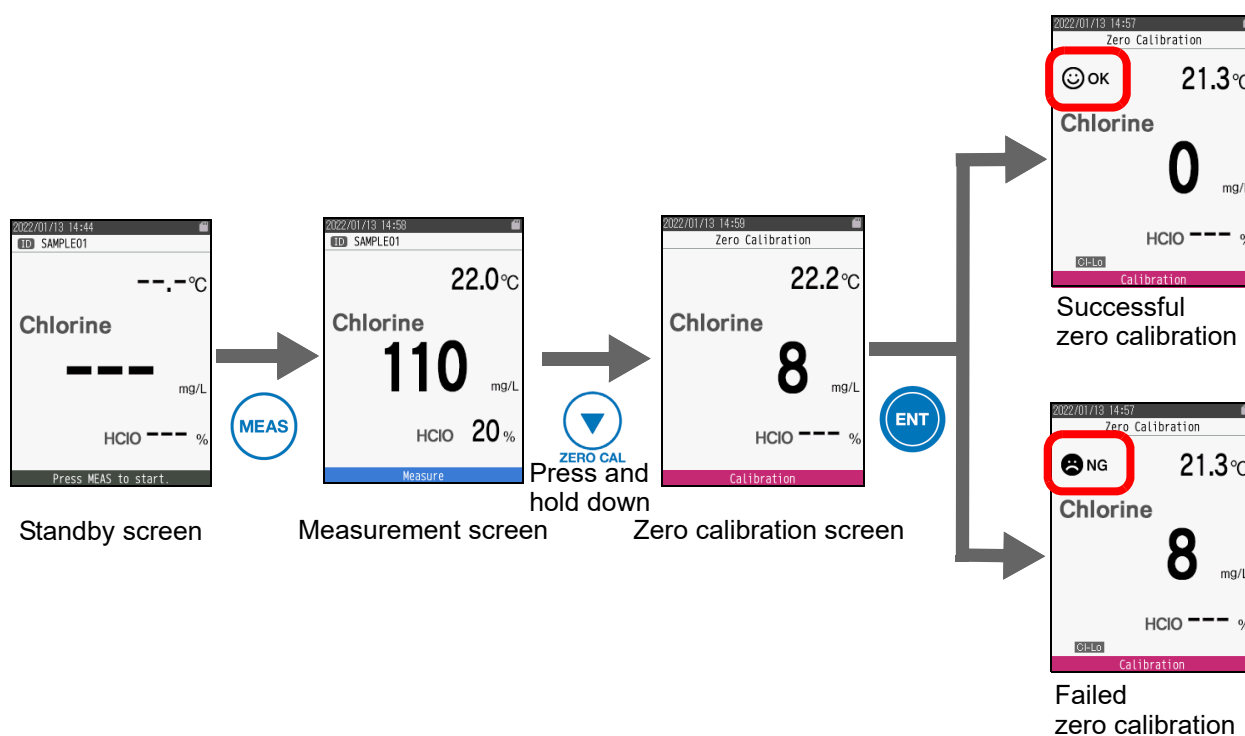 2022/01/13 14:44
ID SAMPLE01
--.-℃
Chlorine
---
mg/L
HClO --- %
Press MEAS to start.
Standby screen
MEAS
2022/01/13 14:58
ID SAMPLE01
22.0℃
Chlorine
110
mg/L
HClO 20 %
Measure
Measurement screen
ZERO CAL
Press and
hold down
2022/01/13 14:59
Zero Calibration
22.2℃
Chlorine
8
mg/L
HClO --- %
Calibration
Zero calibration screen
ENT
2022/01/13 14:57
Zero Calibration
OK
21.3℃
Chlorine
0
mg/L
HClO --- %
Cl-Lo
Calibration
Successful
zero calibration
2022/01/13 14:57
Zero Calibration
NG
21.3℃
Chlorine
8
mg/L
HClO --- %
Cl-Lo
Calibration
Failed
zero calibration